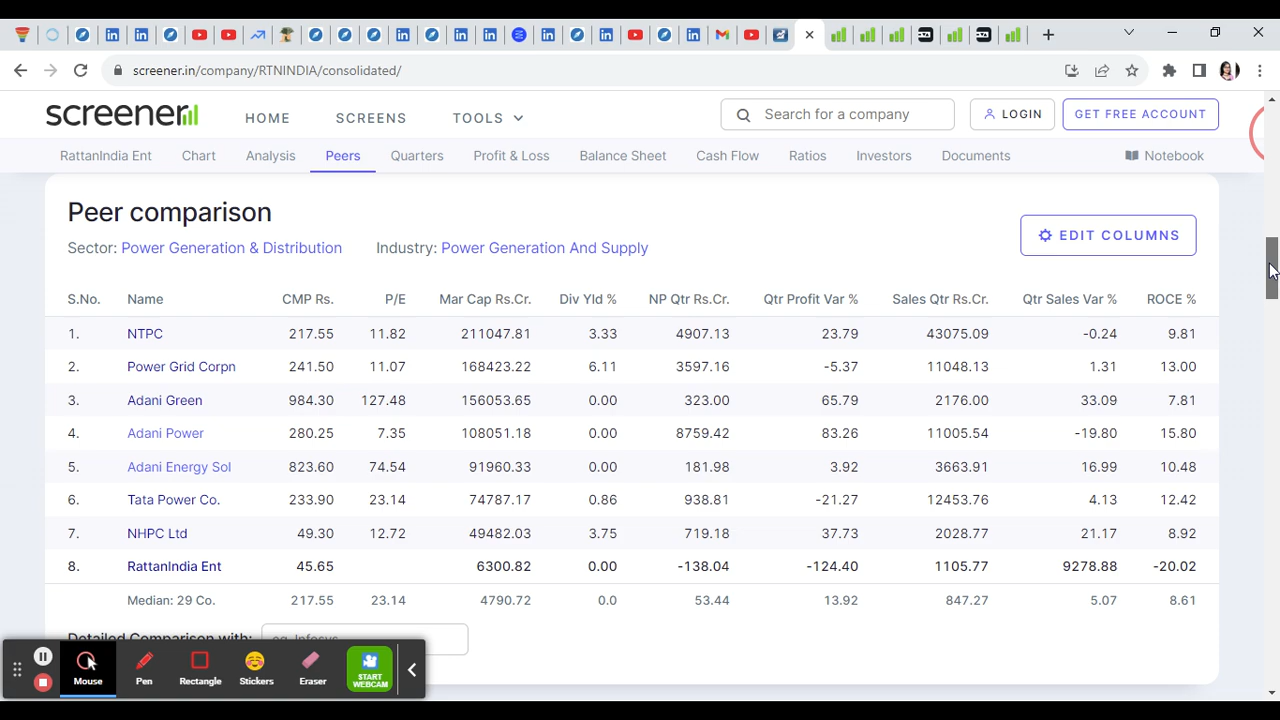 screener.in/company/RTNINDIA/consolidated/
screener HOME SCREENS TOOLS Search for a company LOGIN GET FREE ACCOUNT
RattanIndia Ent Chart Analysis Peers Quarters Profit & Loss Balance Sheet Cash Flow Ratios Investors Documents Notebook
Peer comparison
Sector: Power Generation & Distribution Industry: Power Generation And Supply
EDIT COLUMNS
S.No. Name CMP Rs. P/E Mar Cap Rs.Cr. Div Yld % NP Qtr Rs.Cr. Qtr Profit Var % Sales Qtr Rs.Cr. Qtr Sales Var % ROCE %
1. NTPC 217.55 11.82 211047.81 3.33 4907.13 23.79 43075.09 -0.24 9.81
2. Power Grid Corpn 241.50 11.07 168423.22 6.11 3597.16 -5.37 11048.13 1.31 13.00
3. Adani Green 984.30 127.48 156053.65 0.00 323.00 65.79 2176.00 33.09 7.81
4. Adani Power 280.25 7.35 108051.18 0.00 8759.42 83.26 11005.54 -19.80 15.80
5. Adani Energy Sol 823.60 74.54 91960.33 0.00 181.98 3.92 3663.91 16.99 10.48
6. Tata Power Co. 233.90 23.14 74787.17 0.86 938.81 -21.27 12453.76 4.13 12.42
7. NHPC Ltd 49.30 12.72 49482.03 3.75 719.18 37.73 2028.77 21.17 8.92
8. RattanIndia Ent 45.65 6300.82 0.00 -138.04 -124.40 1105.77 9278.88 -20.02
Median: 29 Co. 217.55 23.14 4790.72 0.0 53.44 13.92 847.27 5.07 8.61
Detailed Comparison with: eg. Infosys
Mouse Pen Rectangle Stickers Eraser START WEBCAM